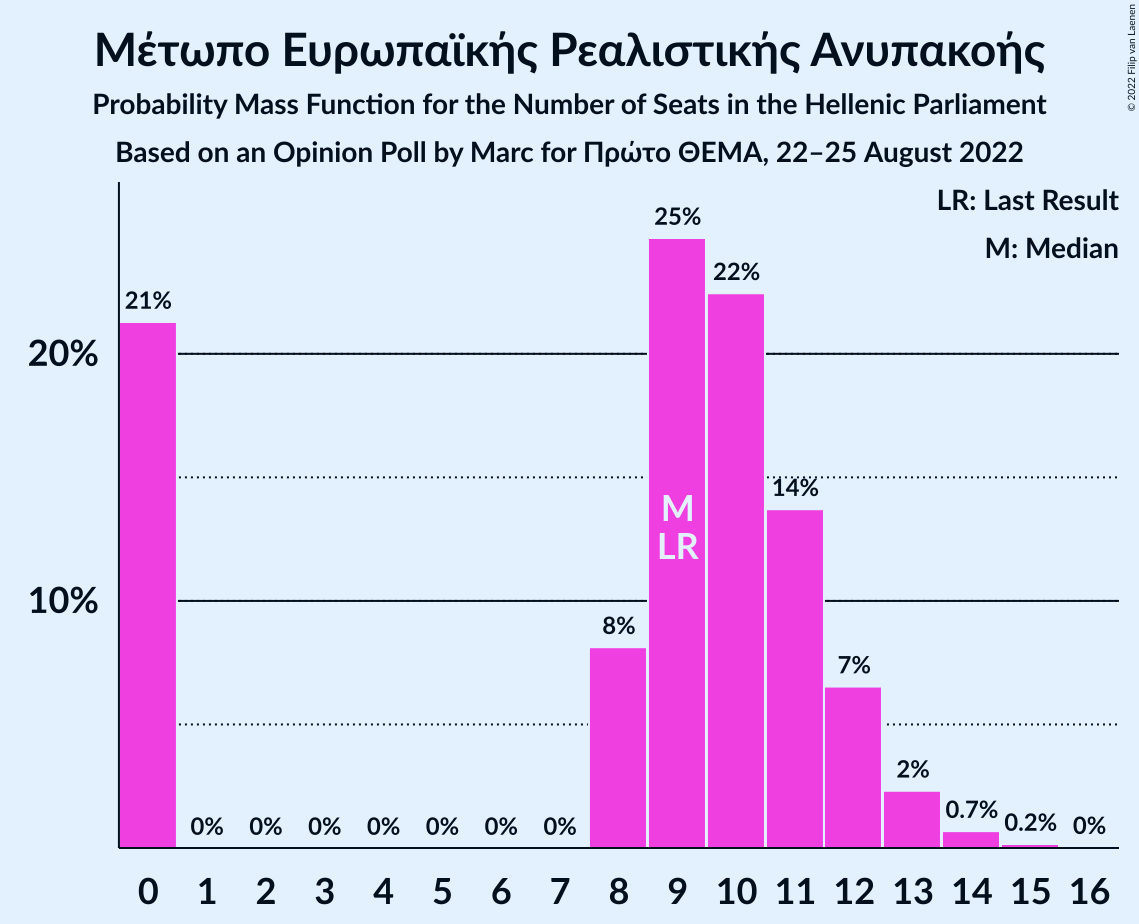 Μέτωπο Ευρωπαϊκής Ρεαλιστικής Ανυπακοής
Probability Mass Function for the Number of Seats in the Hellenic Parliament
Based on an Opinion Poll by Marc for Πρώτο ΘΕΜΑ, 22–25 August 2022
© 2022 Filip van Laenen
LR: Last Result
M: Median
20%
10%
21%
0%
0%
0%
0%
0%
0%
0%
8%
25%
22%
14%
7%
2%
0.7%
0.2%
0%
M
LR
0 1 2 3 4 5 6 7 8 9 10 11 12 13 14 15 16